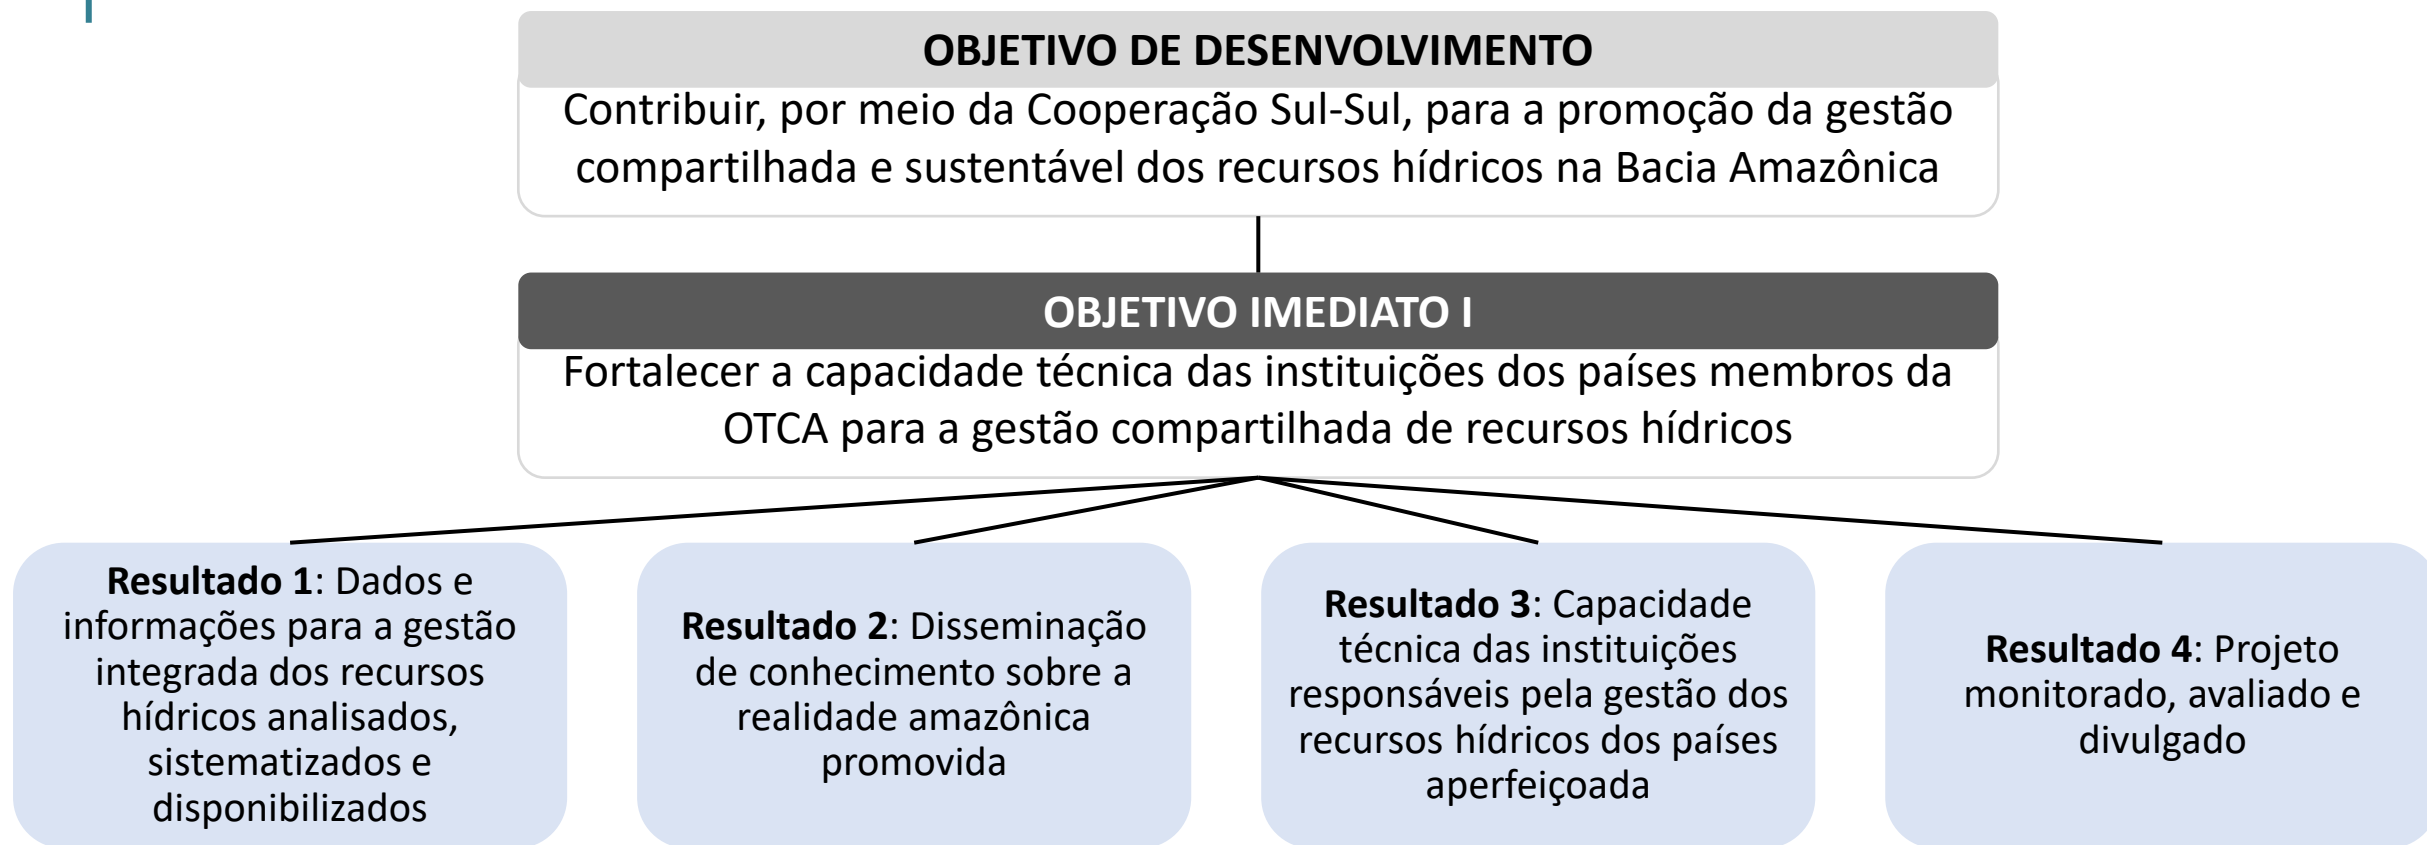 OBJETIVO DE DESENVOLVIMENTO
Contribuir, por meio da Cooperação Sul-Sul, para a promoção da gestão
compartilhada e sustentável dos recursos hídricos na Bacia Amazônica
OBJETIVO IMEDIATO I
Fortalecer a capacidade técnica das instituições dos países membros da
OTCA para a gestão compartilhada de recursos hídricos
Resultado 1: Dados e
informações para a gestão
integrada dos recursos
hídricos analisados,
sistematizados e
disponibilizados
Resultado 2: Disseminação
de conhecimento sobre a
realidade amazônica
promovida
Resultado 3: Capacidade
técnica das instituições
responsáveis pela gestão dos
recursos hídricos dos países
aperfeiçoada
Resultado 4: Projeto
monitorado, avaliado e
divulgado